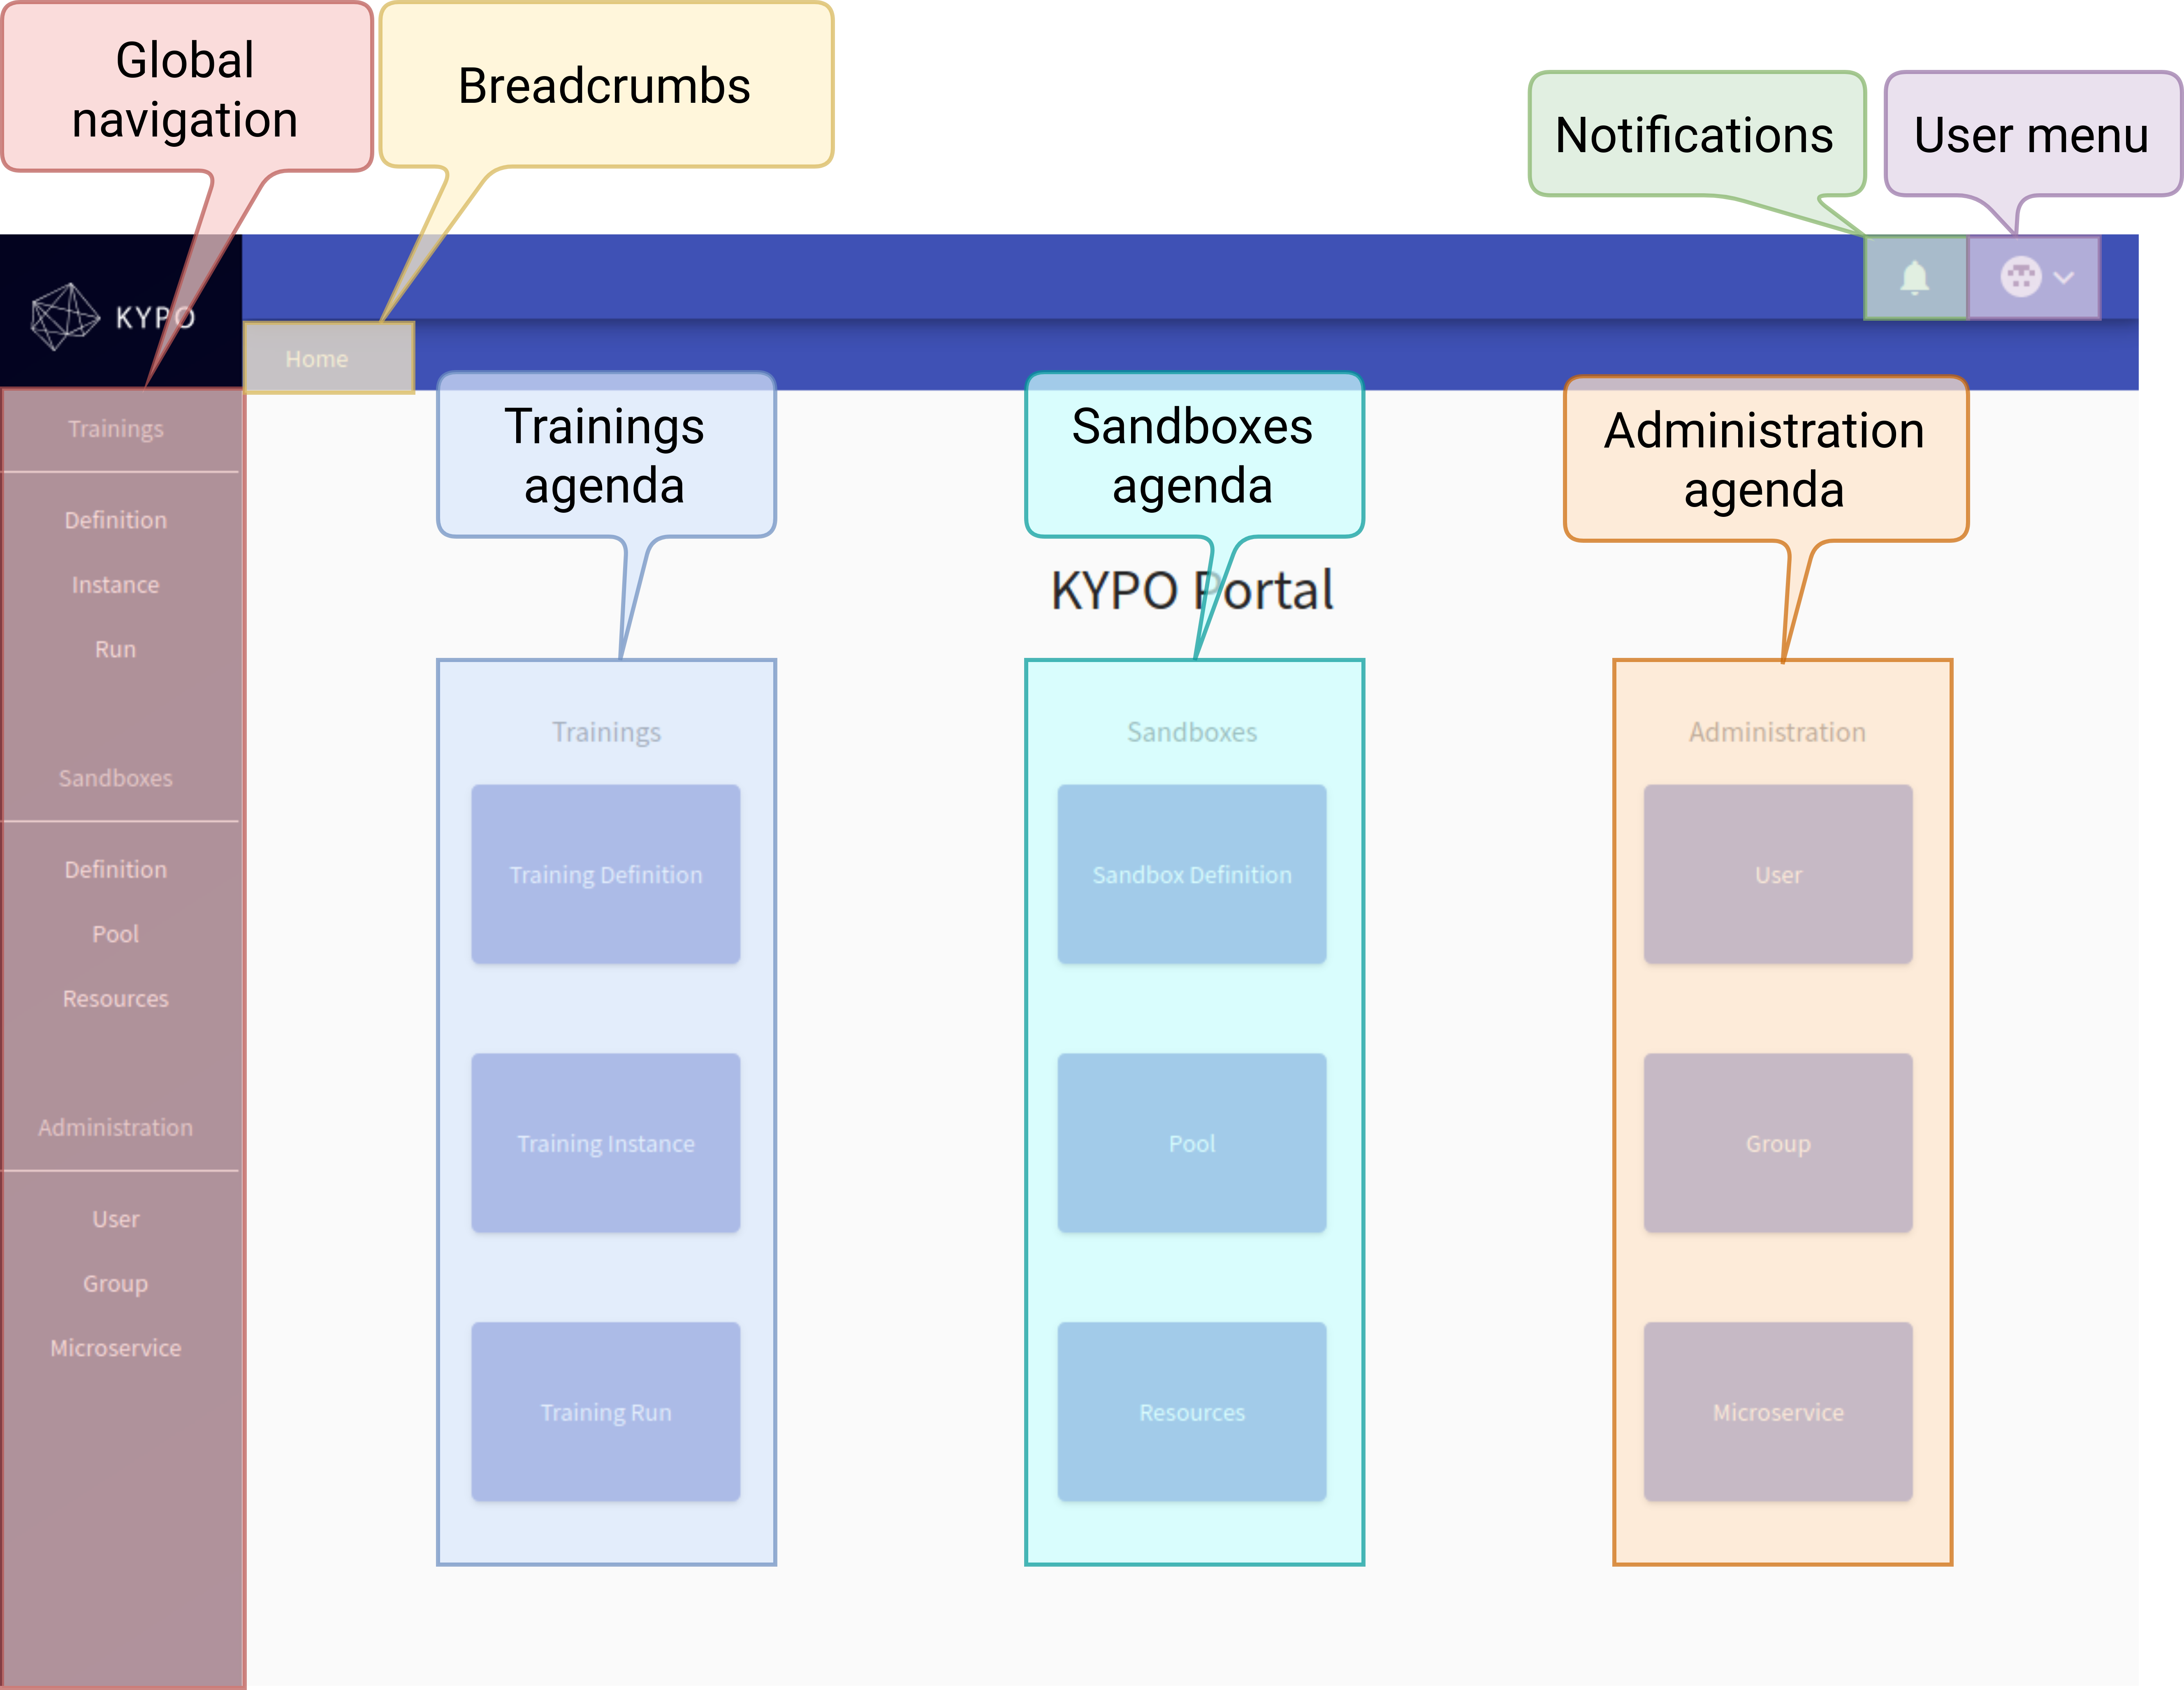 Global
navigation
Breadcrumbs
Notifications
User menu
KYPO
Home
Trainings
Definition
Instance
Run
Sandboxes
Definition
Pool
Resources
Administration
User
Group
Microservice
Trainings
agenda
Sandboxes
agenda
Administration
agenda
KYPO Portal
Trainings
Training Definition
Training Instance
Training Run
Sandboxes
Sandbox Definition
Pool
Resources
Administration
User
Group
Microservice